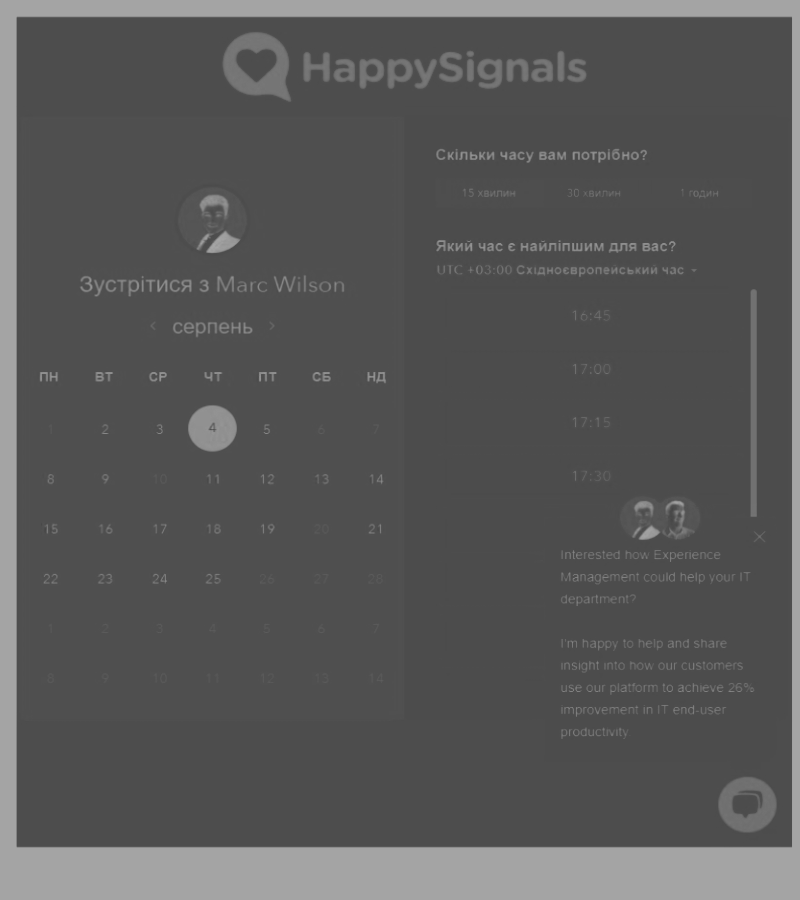 HappySignals
Зустрітися з Marc Wilson
серпень
ПН ВТ СР ЧТ ПТ СБ НД
1 2 3 4 5 6 7
8 9 10 11 12 13 14
15 16 17 18 19 20 21
22 23 24 25 26 27 28
1 2 3 4 5 6 7
8 9 10 11 12 13 14
Скільки часу вам потрібно?
15 хвилин 30 хвилин 1 годин
Який час є найліпшим для вас?
UTC +03:00 Східноєвропейський час
16:45
17:00
17:15
17:30
Interested how Experience
Management could help your IT
department?
I'm happy to help and share
insight into how our customers
use our platform to achieve 26%
improvement in IT end-user
productivity